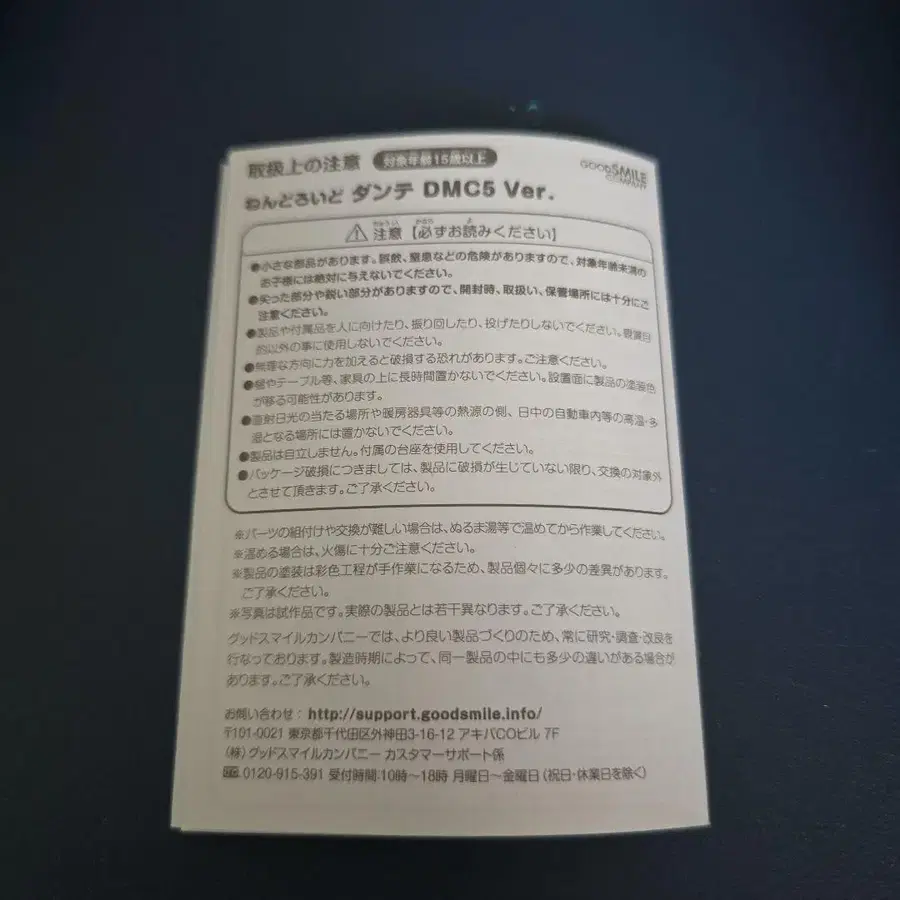 取扱上の注意 対象年齢15歳以上
GOODSMILE
COMPANY
ねんどろいど ダンテ DMC5 Ver.
注意【必ずお読みください】
●小さな部品があります。誤飲、窒息などの危険がありますので、対象年齢未満の
お子様には絶対に与えないでください。
●尖った部分や鋭い部分がありますので、開封時、取扱い、保管場所には十分にご
注意ください。
●製品や付属品を人に向けたり、振り回したり、投げたりしないでください。観賞目
的以外の事に使用しないでください。
●無理な方向に力を加えると破損する恐れがあります。ご注意ください。
●棚やテーブル等、家具の上に長時間置かないでください。設置面に製品の塗装色
が移る可能性があります。
●直射日光の当たる場所や暖房器具等の熱源の側、日中の自動車内等の高温・多
湿となる場所には置かないでください。
●製品は自立しません。付属の台座を使用してください。
●パッケージ破損につきましては、製品に破損が生じていない限り、交換の対象外
とさせて頂きます。ご了承ください。
※パーツの組付けや交換が難しい場合は、ぬるま湯等で温めてから作業してください。
※温める場合は、火傷に十分ご注意ください。
※製品の塗装は彩色工程が手作業になるため、製品個々に多少の差異があります。
ご了承ください。
※写真は試作品です。実際の製品とは若干異なります。ご了承ください。
グッドスマイルカンパニーでは、より良い製品づくりのため、常に研究・調査・改良を
行なっております。製造時期によって、同一製品の中にも多少の違いがある場合が
あります。ご了承ください。
お問い合わせ：http://support.goodsmile.info/
〒101-0021 東京都千代田区外神田3-16-12 アキバCOビル 7F
（株）グッドスマイルカンパニー カスタマーサポート係
0120-915-391 受付時間：10時～18時 月曜日～金曜日（祝日・休業日を除く）